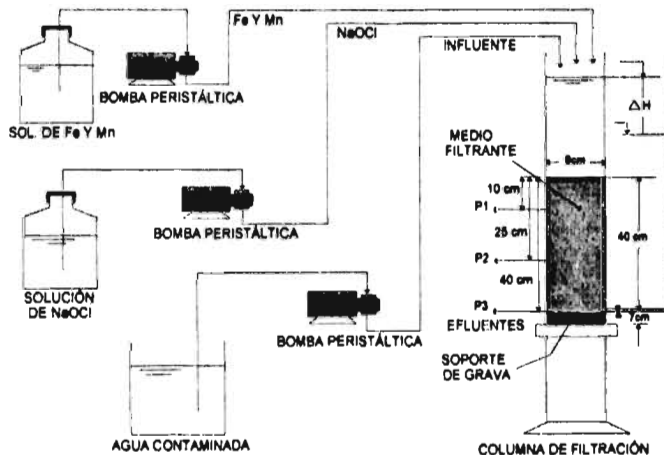 Fe Y Mn
NaOCl
INFLUENTE
BOMBA PERISTÁLTICA
SOL. DE Fe Y Mn
ΔH
MEDIO
FILTRANTE
9cm
10 cm
P1
25 cm
40 cm
P2
40 cm
BOMBA PERISTÁLTICA
SOLUCIÓN
DE NaOCl
P3
7cm
EFLUENTES
BOMBA PERISTÁLTICA
SOPORTE
DE GRAVA
AGUA CONTAMINADA
COLUMNA DE FILTRACIÓN